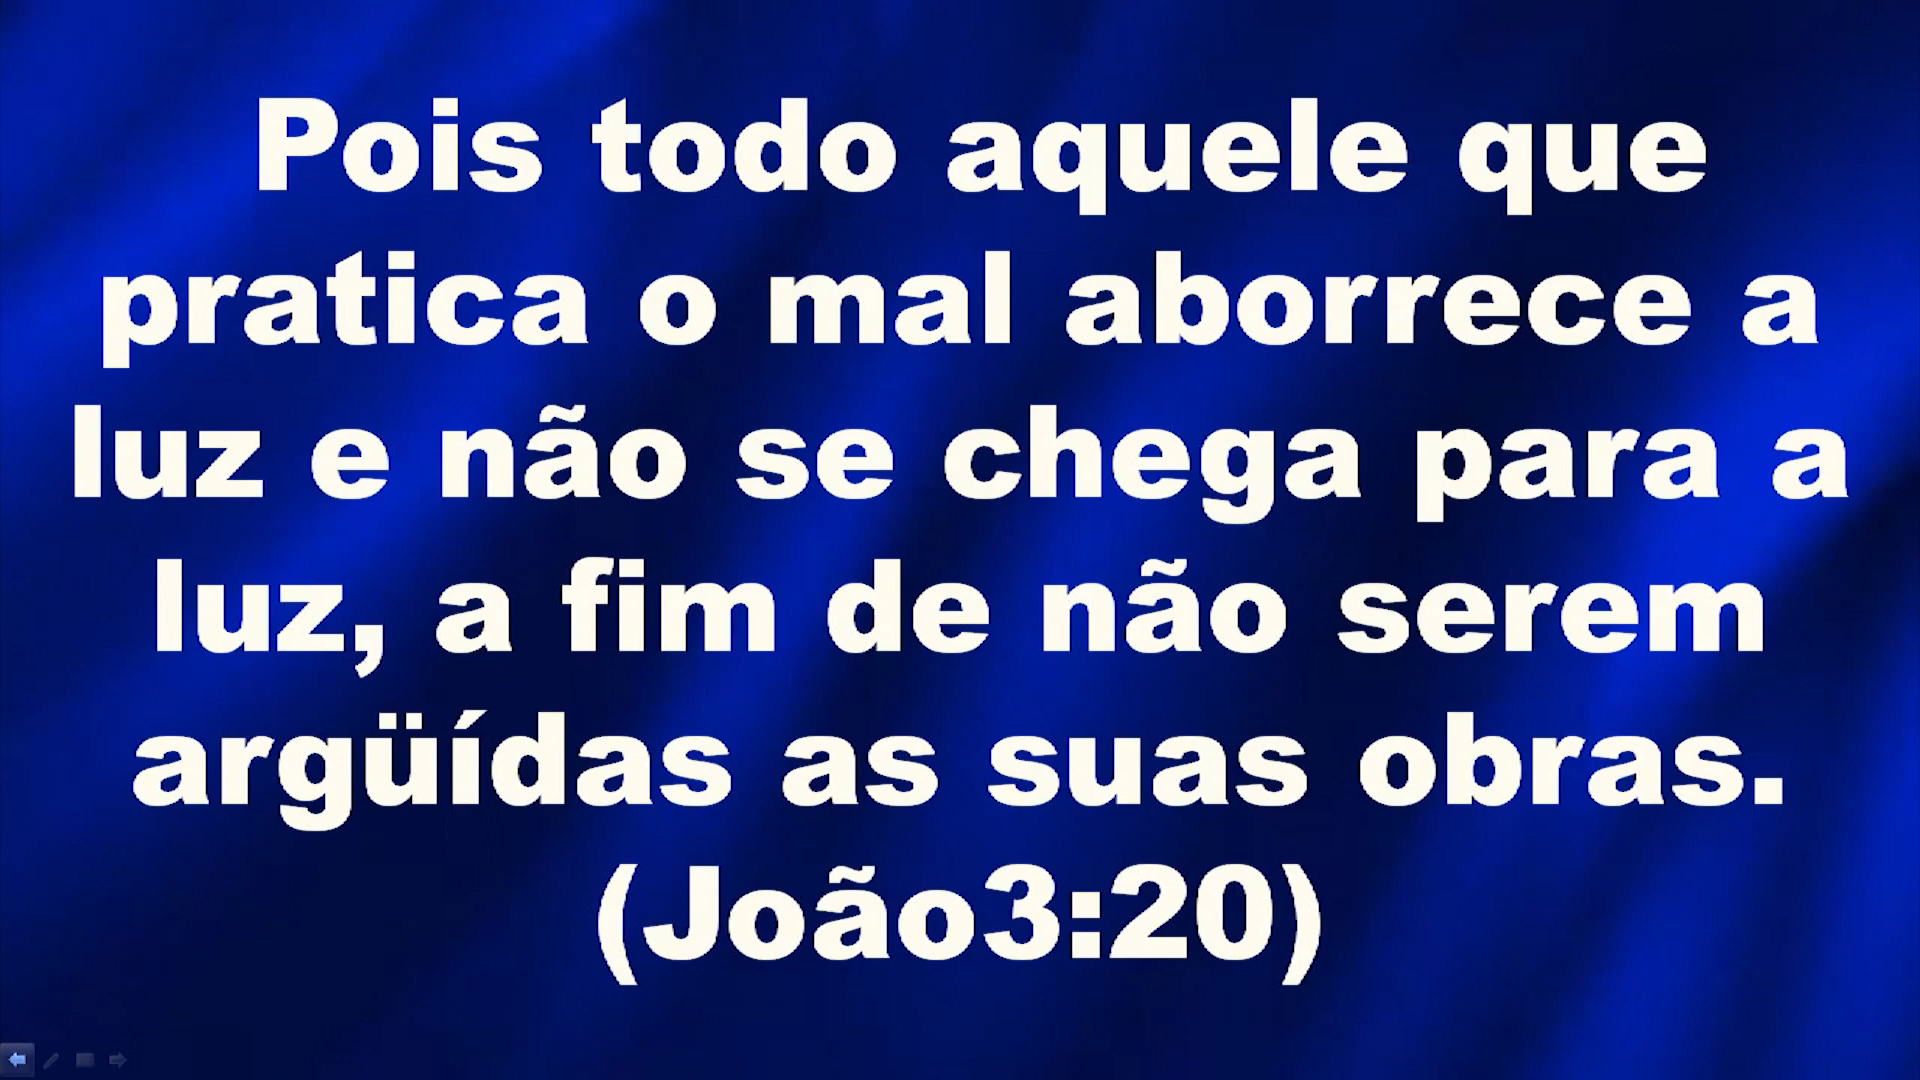 Pois todo aquele que
pratica o mal aborrece a
luz e não se chega para a
luz, a fim de não serem
argüídas as suas obras.
(João3:20)